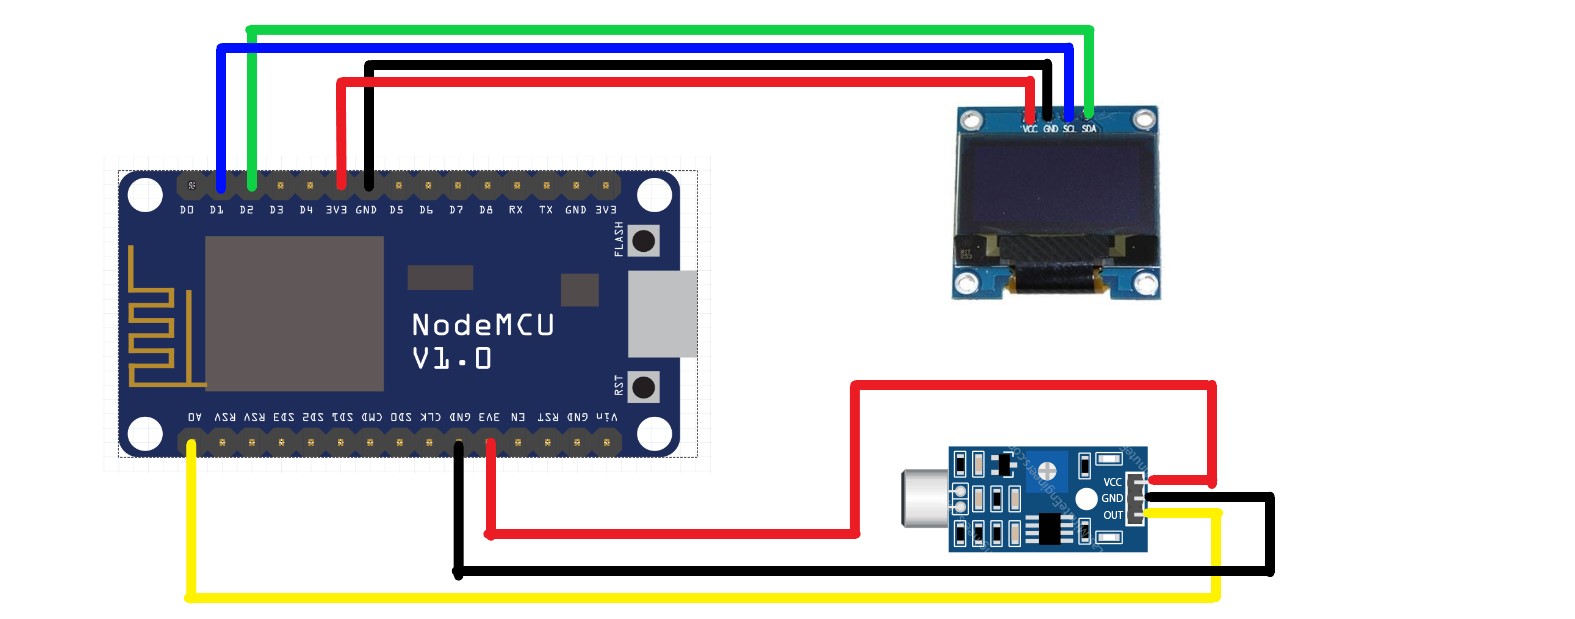 VCC GND SCL SDA
D0 D1 D2 D3 D4 3V3 GND D5 D6 D7 D8 RX TX GND 3V3
FLASH
NodeMCU
V1.0
RST
A0 RSV RSV SD3 SD2 SD1 CMD SD0 CLK GND 3V3 EN RST GND Vin
VCC
GND
OUT